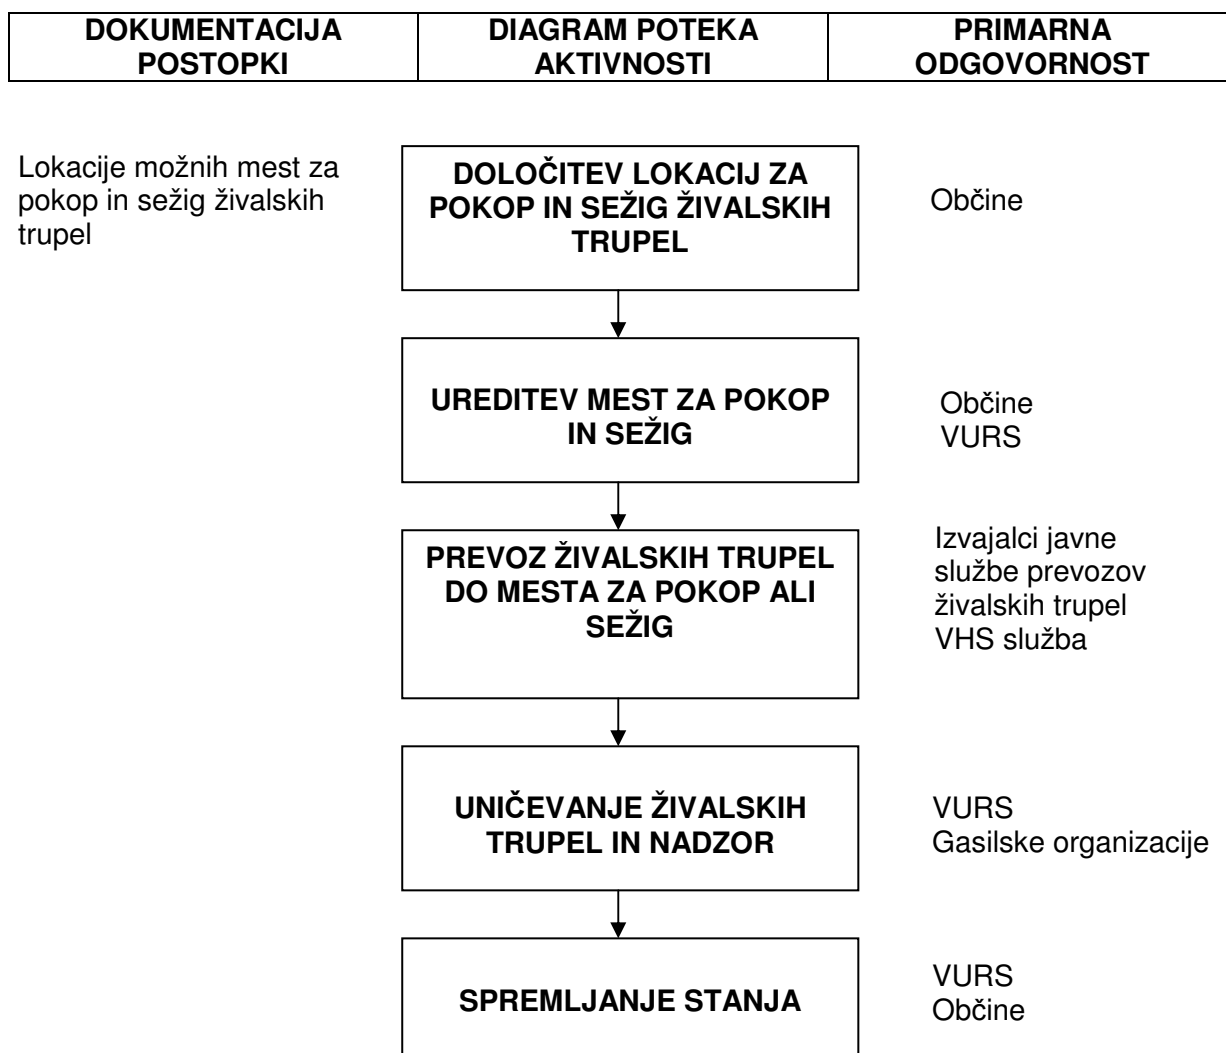 DOKUMENTACIJA
POSTOPKI
DIAGRAM POTEKA
AKTIVNOSTI
PRIMARNA
ODGOVORNOST
Lokacije možnih mest za
pokop in sežig živalskih
trupel
DOLOČITEV LOKACIJ ZA
POKOP IN SEŽIG ŽIVALSKIH
TRUPEL
Občine
UREDITEV MEST ZA POKOP
IN SEŽIG
Občine
VURS
PREVOZ ŽIVALSKIH TRUPEL
DO MESTA ZA POKOP ALI
SEŽIG
Izvajalci javne
službe prevozov
živalskih trupel
VHS služba
UNIČEVANJE ŽIVALSKIH
TRUPEL IN NADZOR
VURS
Gasilske organizacije
SPREMLJANJE STANJA
VURS
Občine